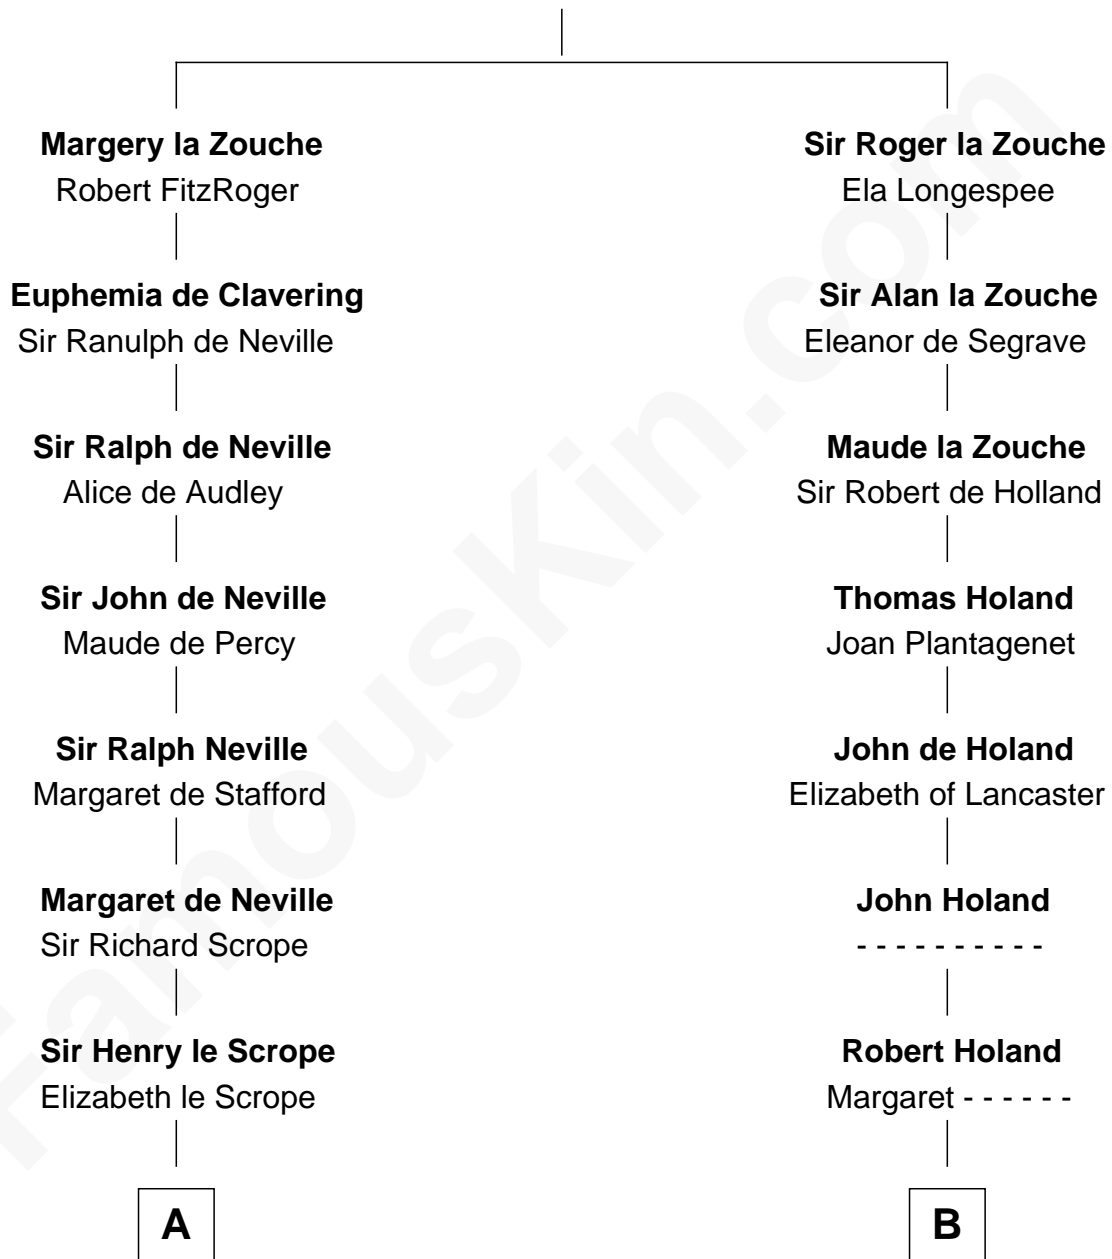 Margery la Zouche
Robert FitzRoger
Euphemia de Clavering
Sir Ranulph de Neville
Sir Ralph de Neville
Alice de Audley
Sir John de Neville
Maude de Percy
Sir Ralph Neville
Margaret de Stafford
Margaret de Neville
Sir Richard Scrope
Sir Henry le Scrope
Elizabeth le Scrope
A
Sir Roger la Zouche
Ela Longespee
Sir Alan la Zouche
Eleanor de Segrave
Maude la Zouche
Sir Robert de Holland
Thomas Holand
Joan Plantagenet
John de Holand
Elizabeth of Lancaster
John Holand
- - - - - - - - - -
Robert Holand
Margaret - - - - - -
B
FamousKin.com